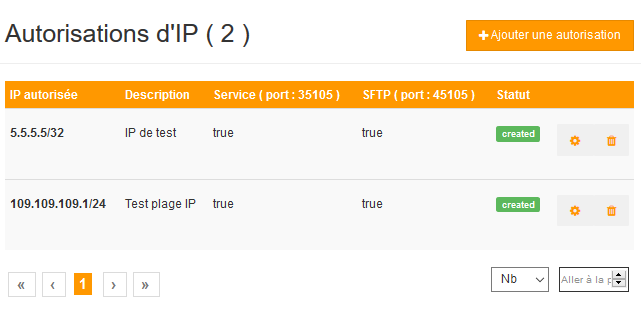 Autorisations d'IP ( 2 )
Ajouter une autorisation
IP autorisée Description Service ( port : 35105 ) SFTP ( port : 45105 ) Statut
5.5.5.5/32 IP de test true true created
109.109.109.1/24 Test plage IP true true created
« ‹ 1 › » Nb Aller à la